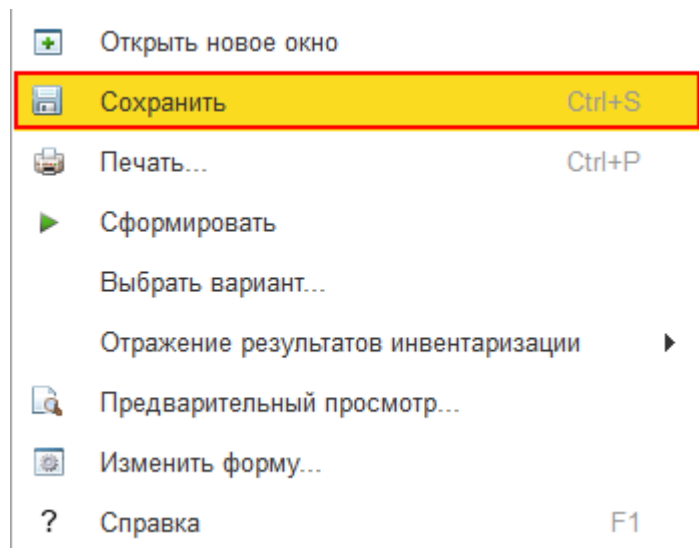 Открыть новое окно
Сохранить Ctrl+S
Печать... Ctrl+P
Сформировать
Выбрать вариант...
Отражение результатов инвентаризации
Предварительный просмотр...
Изменить форму...
? Справка F1